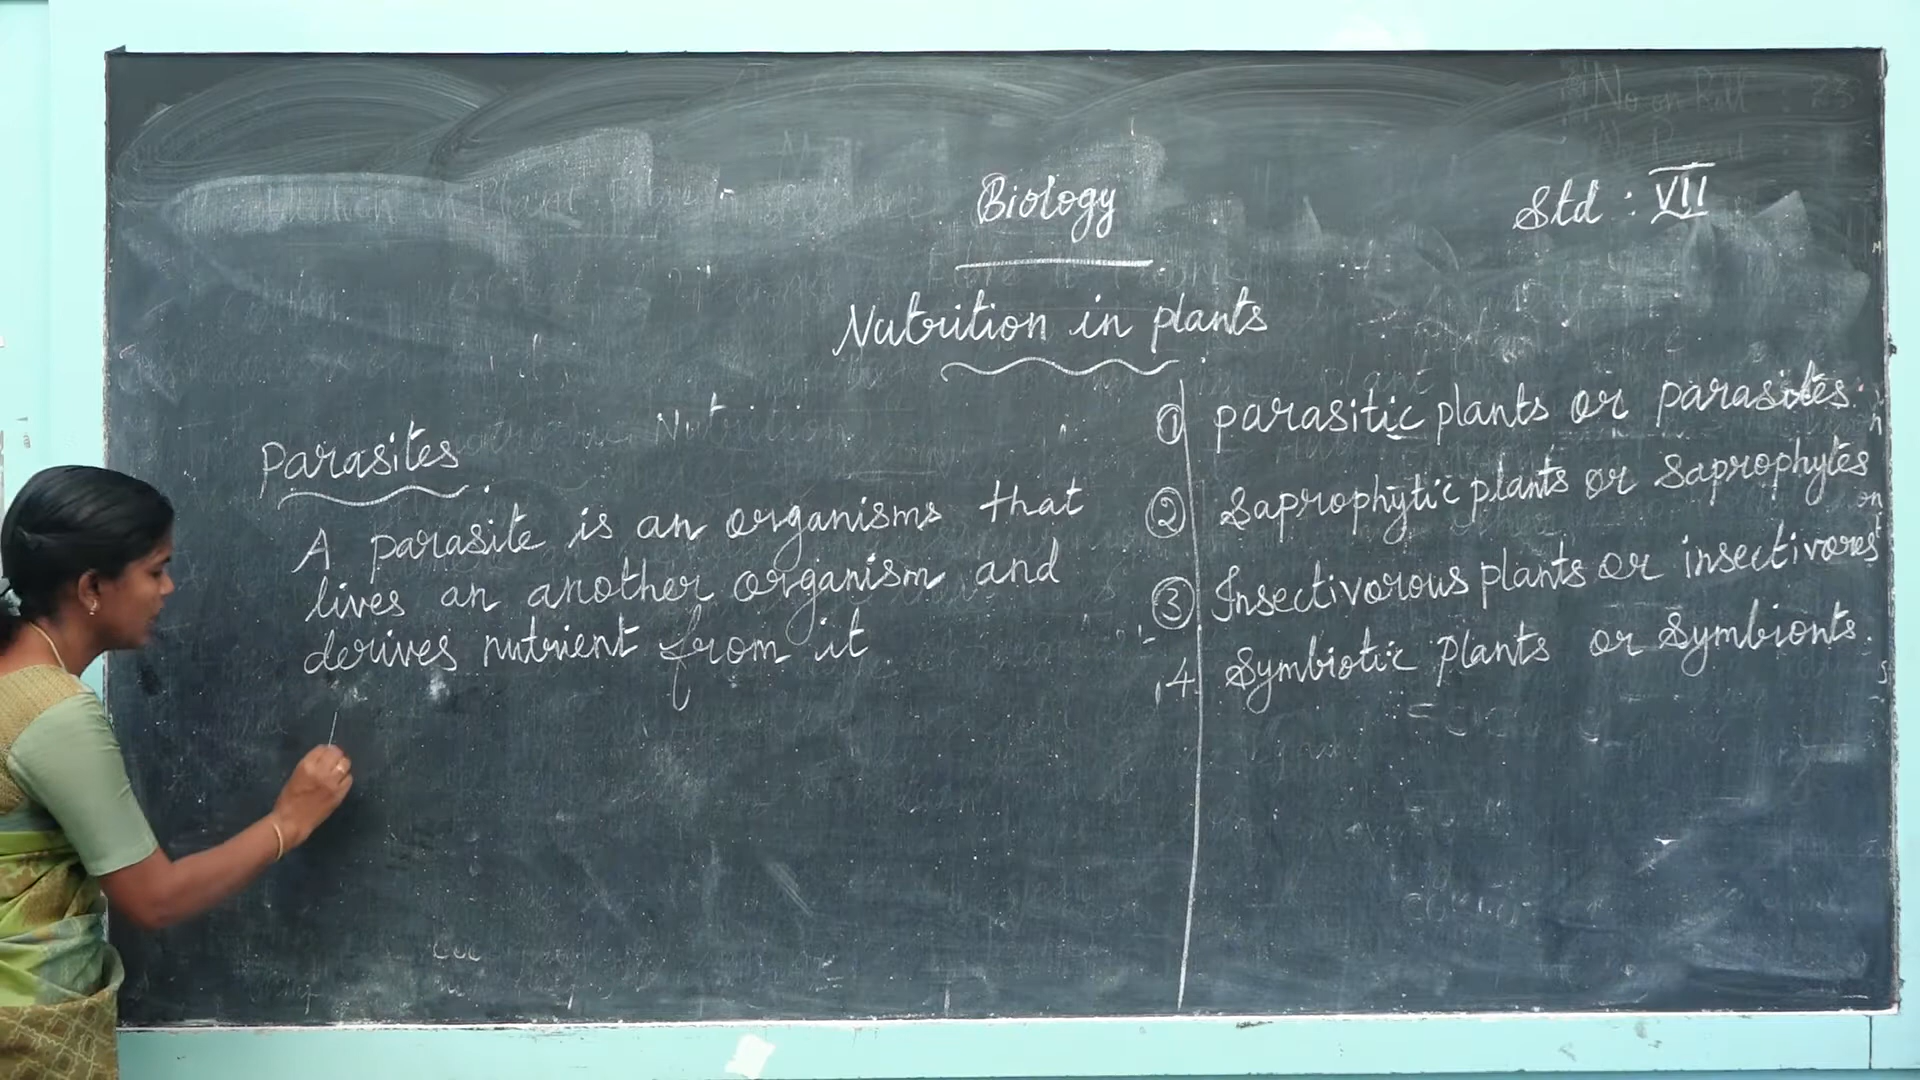 Biology
Std : VII
Nutrition in plants
Parasites
A parasite is an organisms that
lives an another organism and
derives nutrient from it
① parasitic plants or parasites.
② Saprophytic plants or Saprophytes
③ Insectivorous plants or insectivores
4. Symbiotic plants or Symbionts.